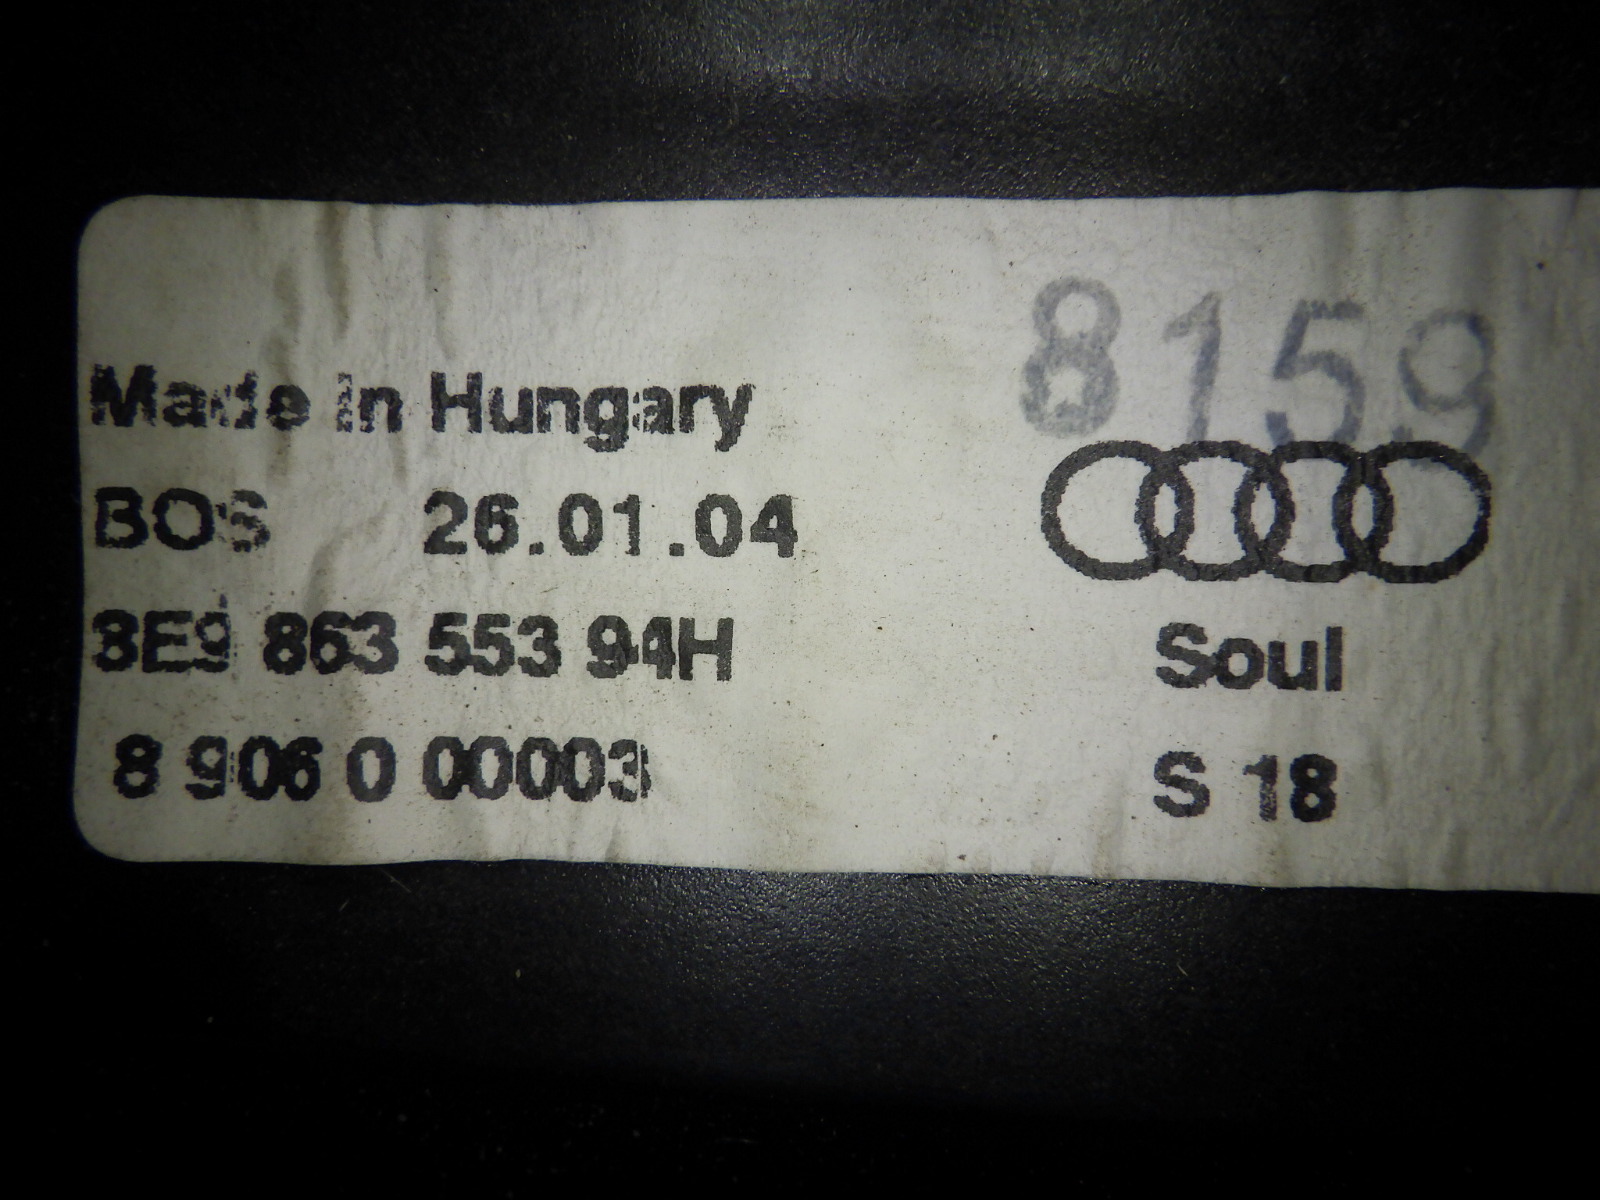 8159
Made in Hungary
BOS 26.01.04
8E9 863 553 94H
Soul
8 906 0 00003
S 18